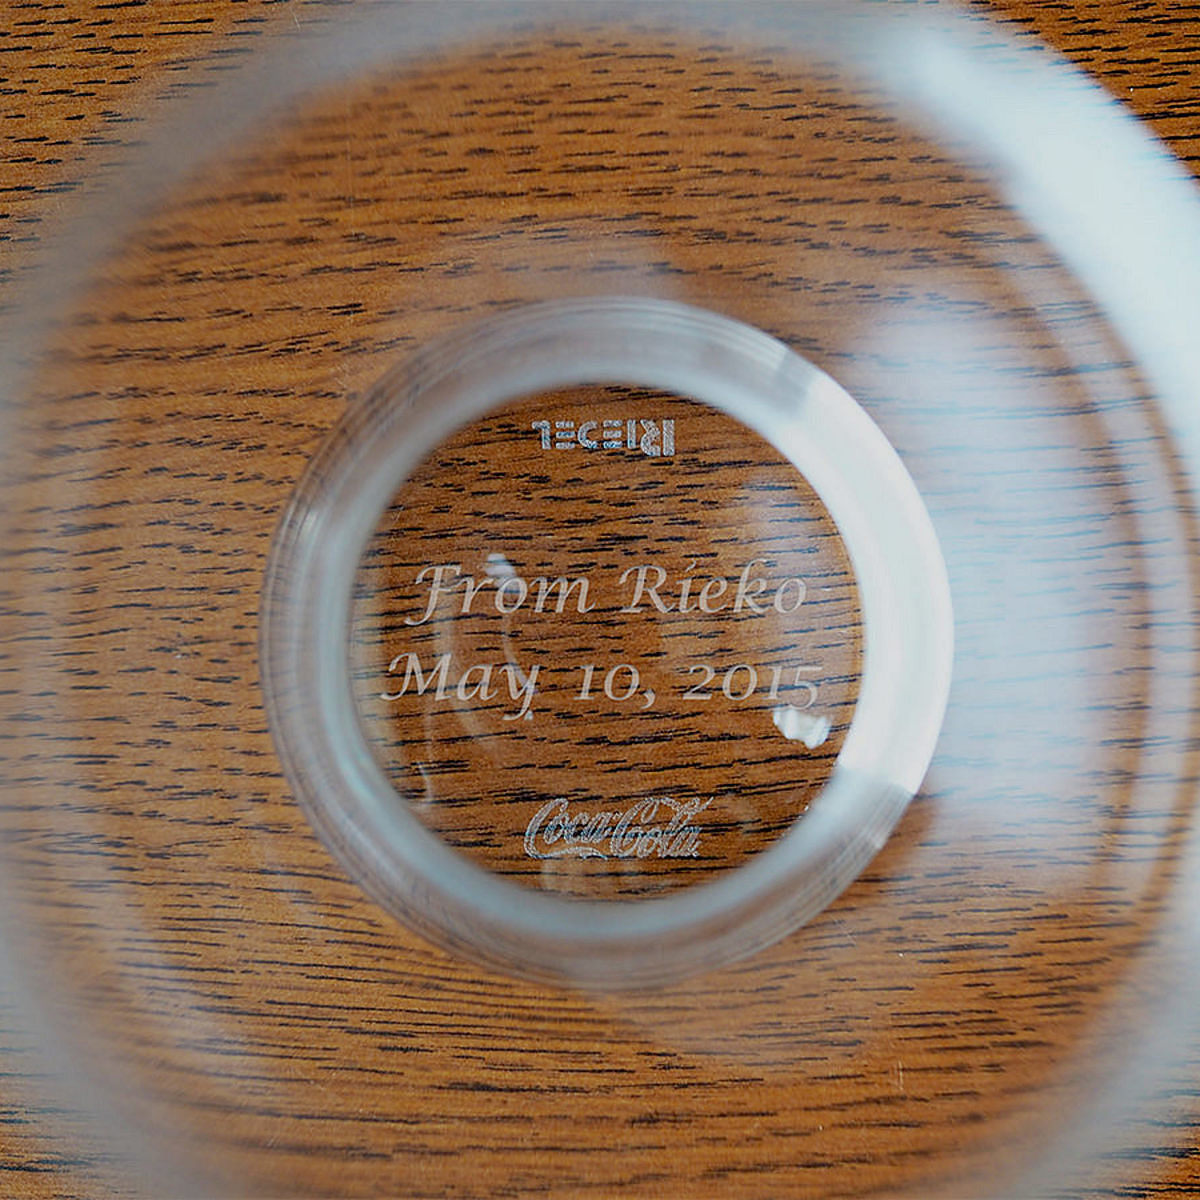 RIEDEL
From Rieko
May 10, 2015
Coca-Cola